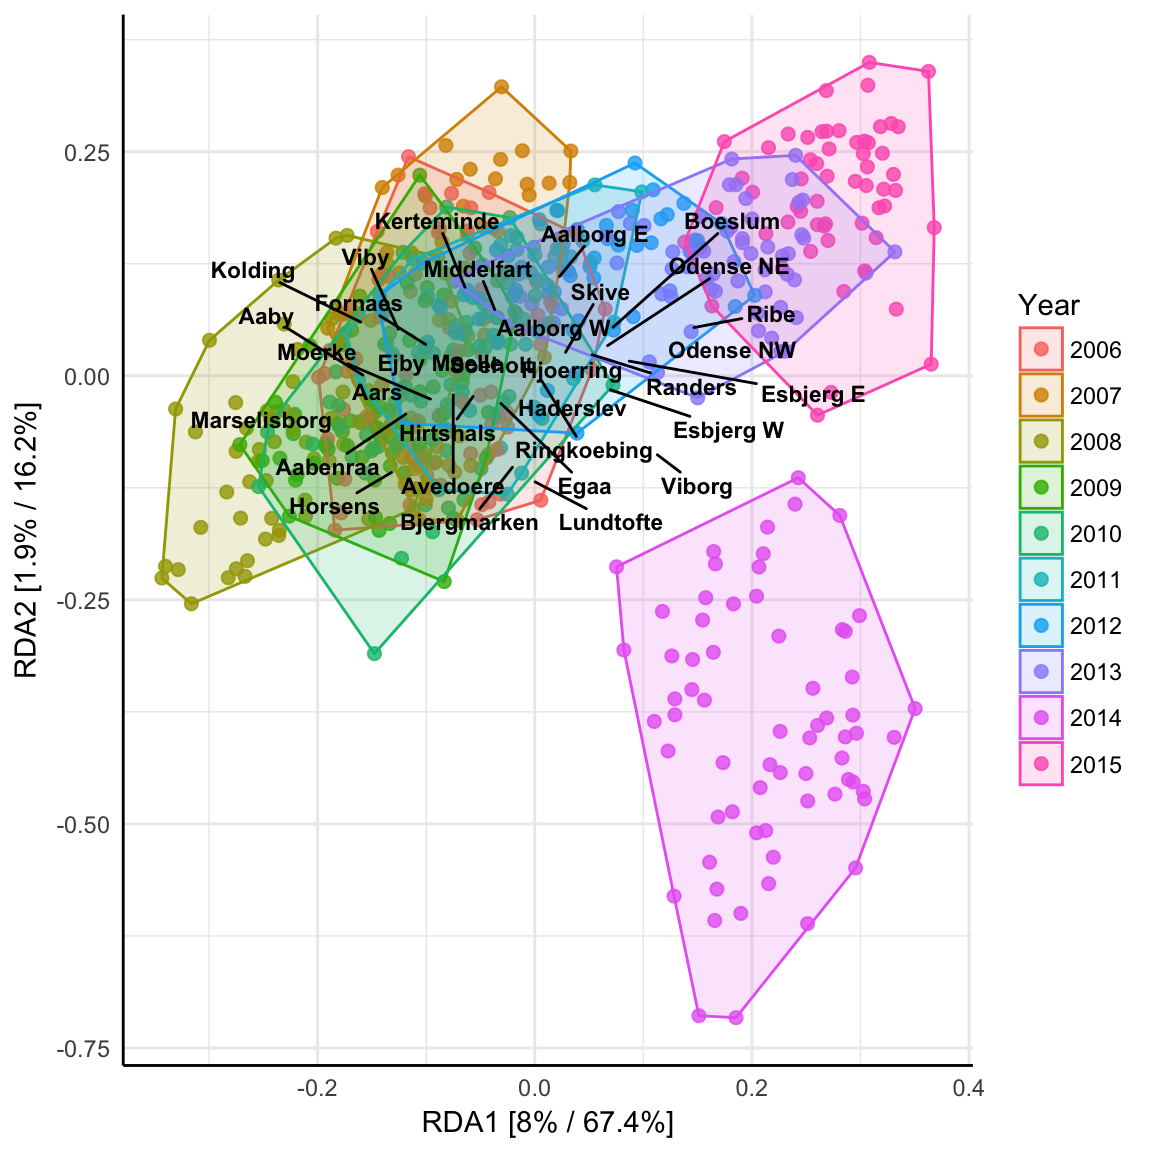 RDA2 [1.9% / 16.2%]
0.25
0.00
-0.25
-0.50
-0.75
Kerteminde
Boeslum
Aalborg E
Viby
Kolding
Middelfart
Odense NE
Skive
Fornaes
Aaby
Aalborg W
Ribe
Moerke
Odense NW
Ejby Moelle
Soeholt
Hjoerring
Randers
Aars
Esbjerg E
Haderslev
Marselisborg
Hirtshals
Esbjerg W
Ringkoebing
Aabenraa
Avedoere
Egaa
Viborg
Horsens
Bjergmarken
Lundtofte
-0.2
0.0
0.2
0.4
RDA1 [8% / 67.4%]
Year
2006
2007
2008
2009
2010
2011
2012
2013
2014
2015